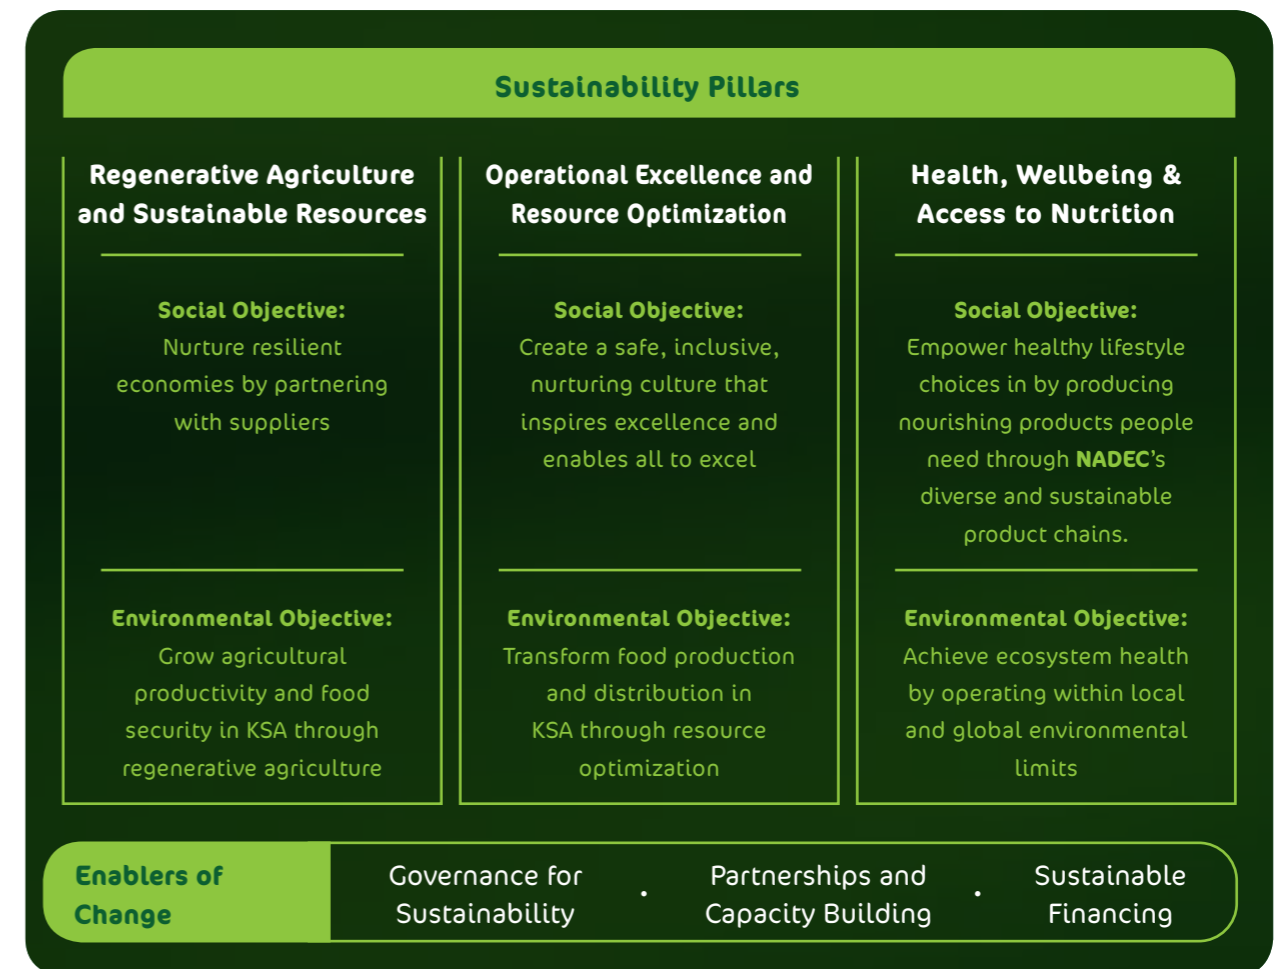 Sustainability Pillars
Regenerative Agriculture
and Sustainable Resources
Social Objective:
Nurture resilient
economies by partnering
with suppliers
Environmental Objective:
Grow agricultural
productivity and food
security in KSA through
regenerative agriculture
Operational Excellence and
Resource Optimization
Social Objective:
Create a safe, inclusive,
nurturing culture that
inspires excellence and
enables all to excel
Environmental Objective:
Transform food production
and distribution in
KSA through resource
optimization
Health, Wellbeing &
Access to Nutrition
Social Objective:
Empower healthy lifestyle
choices in by producing
nourishing products people
need through NADEC’s
diverse and sustainable
product chains.
Environmental Objective:
Achieve ecosystem health
by operating within local
and global environmental
limits
Enablers of
Change
Governance for
Sustainability
•
Partnerships and
Capacity Building
•
Sustainable
Financing